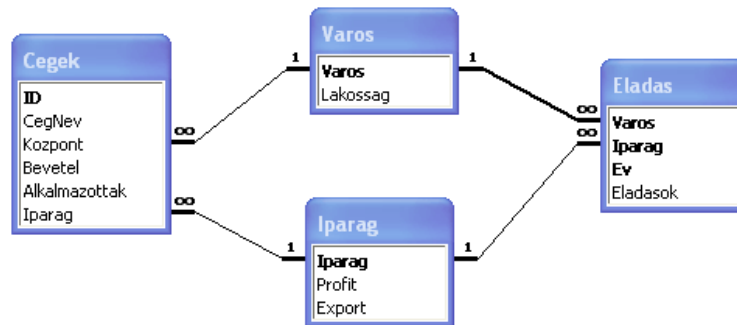 Cegek
ID
CegNev
Kozpont
Bevetel
Alkalmazottak
Iparag
∞
∞
Varos
Varos
Lakossag
1
1
Iparag
Iparag
Profit
Export
1
1
Eladas
Varos
Iparag
Ev
Eladasok
∞
∞